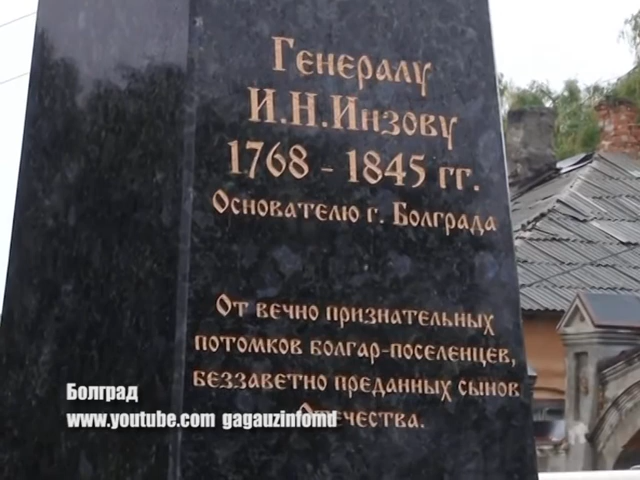 Генералу
И.Н.Инзову
1768 - 1845 гг.
Основателю г. Болграда
От вечно признательных
потомков болгар-поселенцев,
беззаветно преданных сынов
Отечества.
Болград
www.youtube.com gagauzinfomd